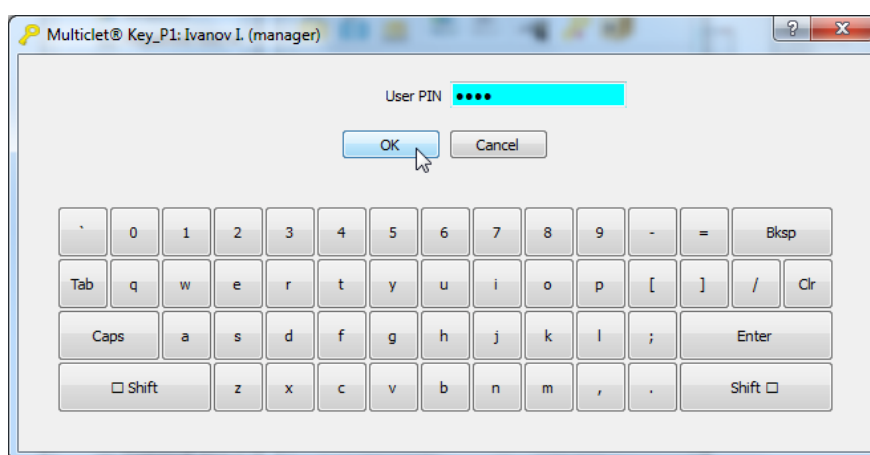 Multiclet® Key_P1: Ivanov I. (manager)
User PIN ••••
OK Cancel
` 0 1 2 3 4 5 6 7 8 9 - = Bksp
Tab q w e r t y u i o p [ ] / Clr
Caps a s d f g h j k l ; Enter
☐ Shift z x c v b n m , . Shift ☐